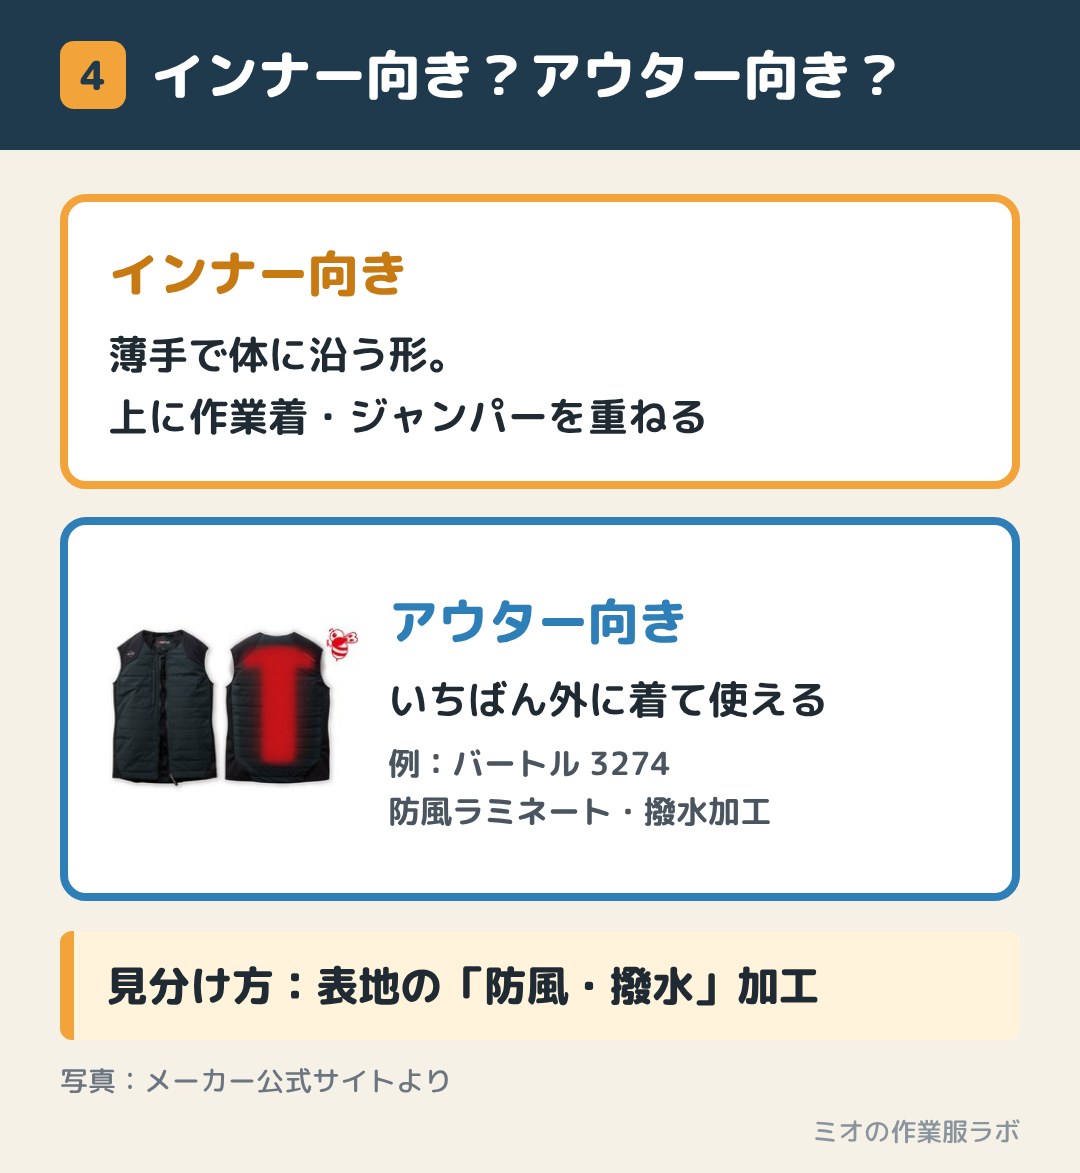 4 インナー向き？アウター向き？
インナー向き
薄手で体に沿う形。
上に作業着・ジャンパーを重ねる
アウター向き
いちばん外に着て使える
例：バートル 3274
防風ラミネート・撥水加工
見分け方：表地の「防風・撥水」加工
写真：メーカー公式サイトより
ミオの作業服ラボ